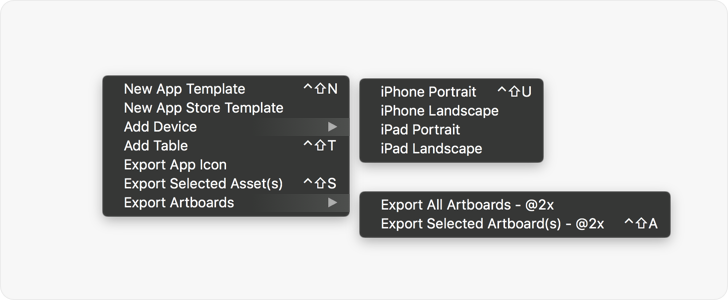 New App Template ⌃⇧N
New App Store Template
Add Device ▶
Add Table ⌃⇧T
Export App Icon
Export Selected Asset(s) ⌃⇧S
Export Artboards ▶
iPhone Portrait ⌃⇧U
iPhone Landscape
iPad Portrait
iPad Landscape
Export All Artboards - @2x
Export Selected Artboard(s) - @2x ⌃⇧A